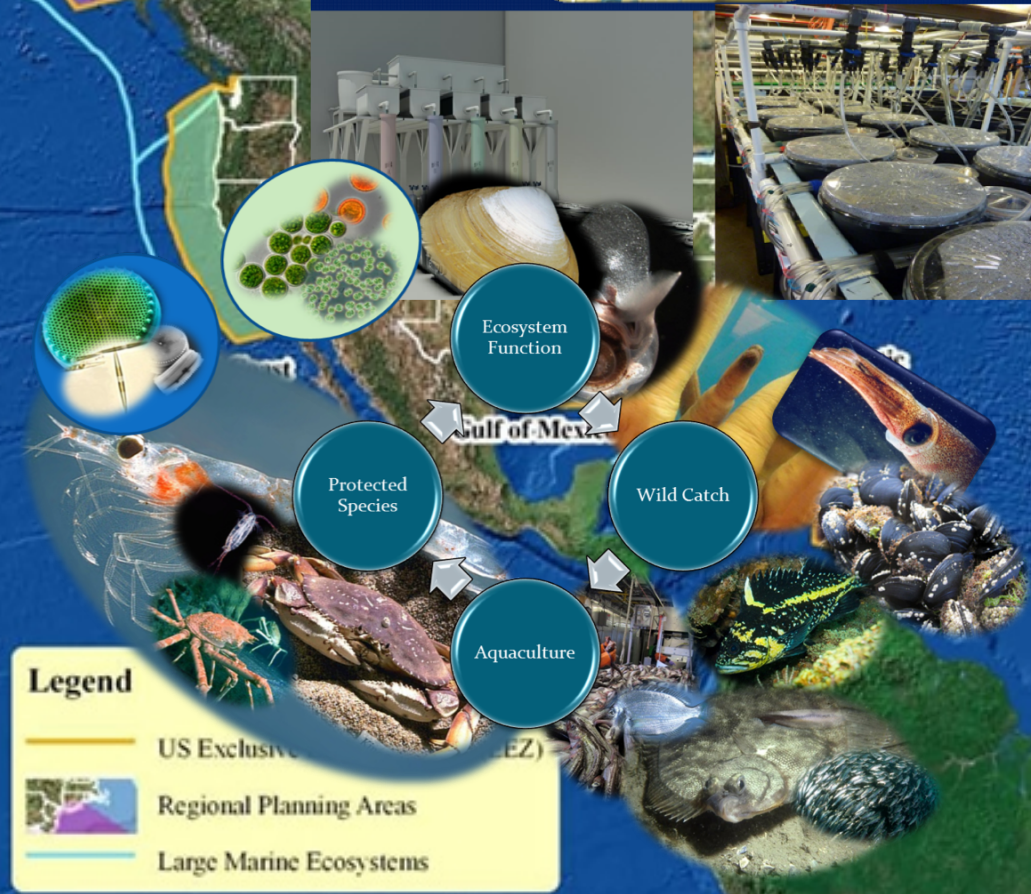 Ecosystem
Function
Gulf of Mex
Protected
Species
Wild Catch
Aquaculture
Legend
US Exclusive
EEZ)
Regional Planning Areas
Large Marine Ecosystems